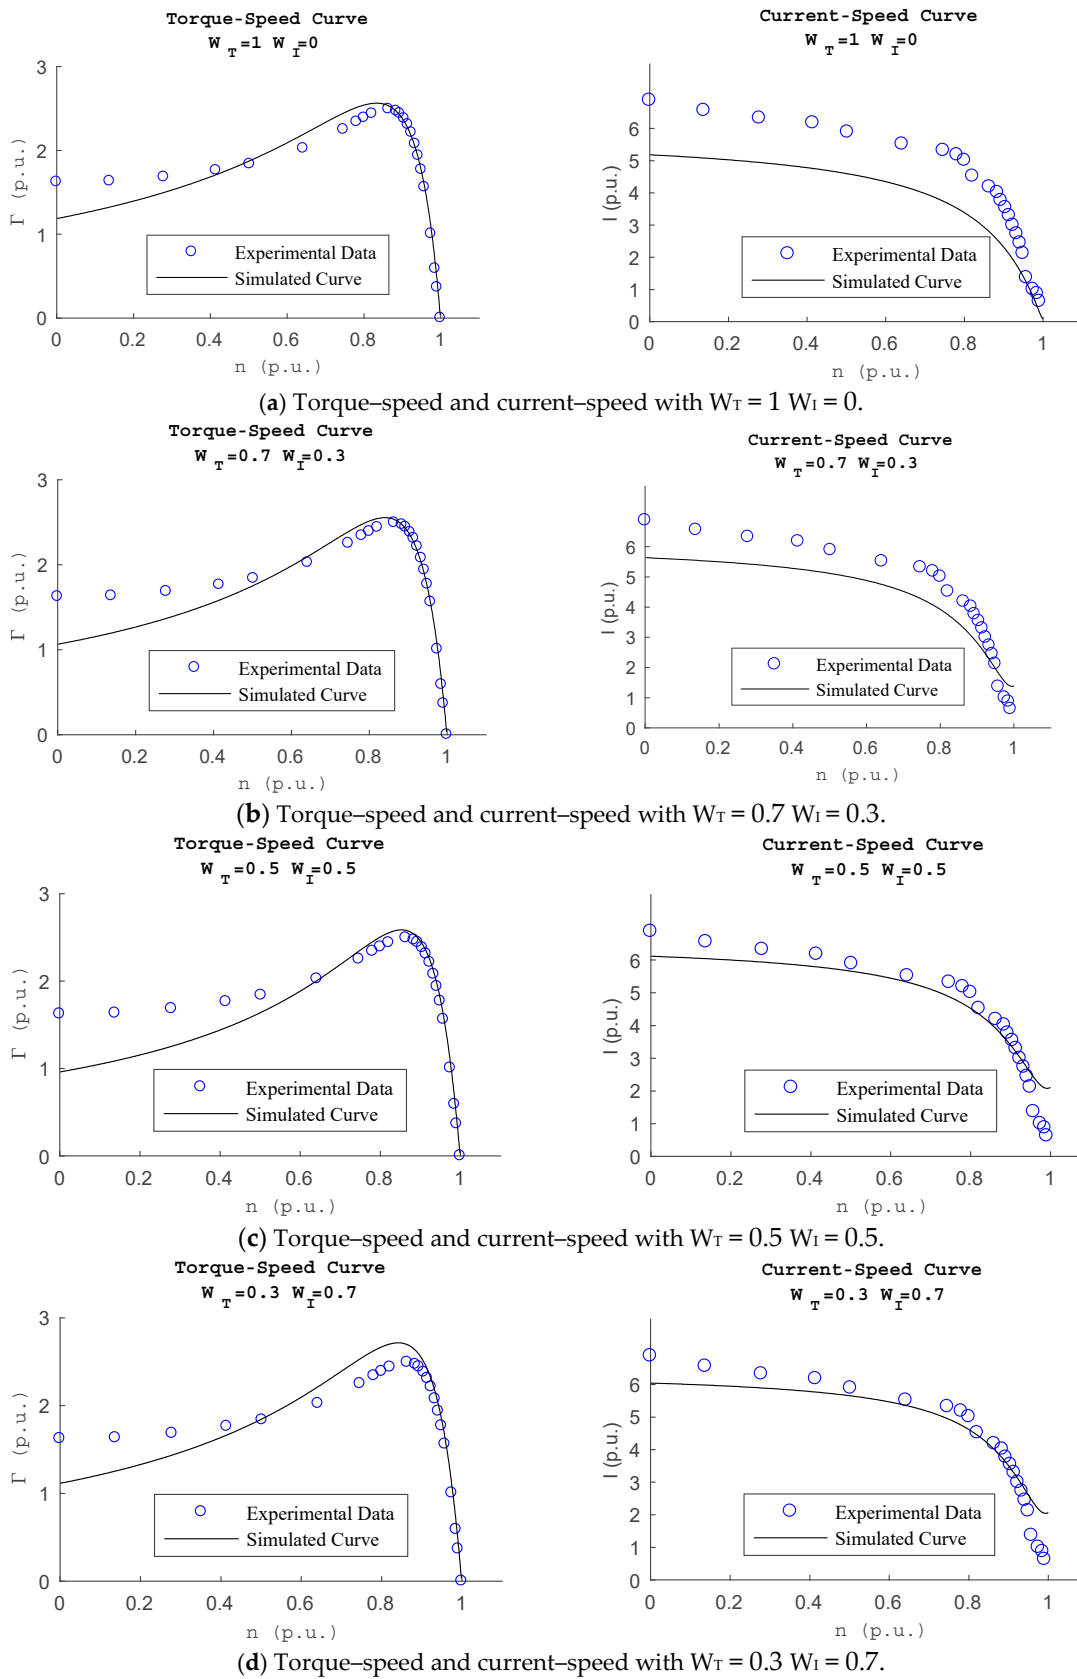 Torque-Speed Curve
W T=1 W I=0
Γ (p.u.)
3
2
1
0
Experimental Data
Simulated Curve
0 0.2 0.4 0.6 0.8 1
n (p.u.)
Current-Speed Curve
W T=1 W I=0
I (p.u.)
6
5
4
3
2
1
0
Experimental Data
Simulated Curve
0 0.2 0.4 0.6 0.8 1
n (p.u.)
(a) Torque–speed and current–speed with WT = 1 WI = 0.
Torque-Speed Curve
W T=0.7 W I=0.3
Γ (p.u.)
3
2
1
0
Experimental Data
Simulated Curve
0 0.2 0.4 0.6 0.8 1
n (p.u.)
Current-Speed Curve
W T=0.7 W I=0.3
I (p.u.)
6
5
4
3
2
1
0
Experimental Data
Simulated Curve
0 0.2 0.4 0.6 0.8 1
n (p.u.)
(b) Torque–speed and current–speed with WT = 0.7 WI = 0.3.
Torque-Speed Curve
W T=0.5 W I=0.5
Γ (p.u.)
3
2
1
0
Experimental Data
Simulated Curve
0 0.2 0.4 0.6 0.8 1
n (p.u.)
Current-Speed Curve
W T=0.5 W I=0.5
I (p.u.)
6
5
4
3
2
1
0
Experimental Data
Simulated Curve
0 0.2 0.4 0.6 0.8 1
n (p.u.)
(c) Torque–speed and current–speed with WT = 0.5 WI = 0.5.
Torque-Speed Curve
W T=0.3 W I=0.7
Γ (p.u.)
3
2
1
0
Experimental Data
Simulated Curve
0 0.2 0.4 0.6 0.8 1
n (p.u.)
Current-Speed Curve
W T=0.3 W I=0.7
I (p.u.)
6
5
4
3
2
1
0
Experimental Data
Simulated Curve
0 0.2 0.4 0.6 0.8 1
n (p.u.)
(d) Torque–speed and current–speed with WT = 0.3 WI = 0.7.